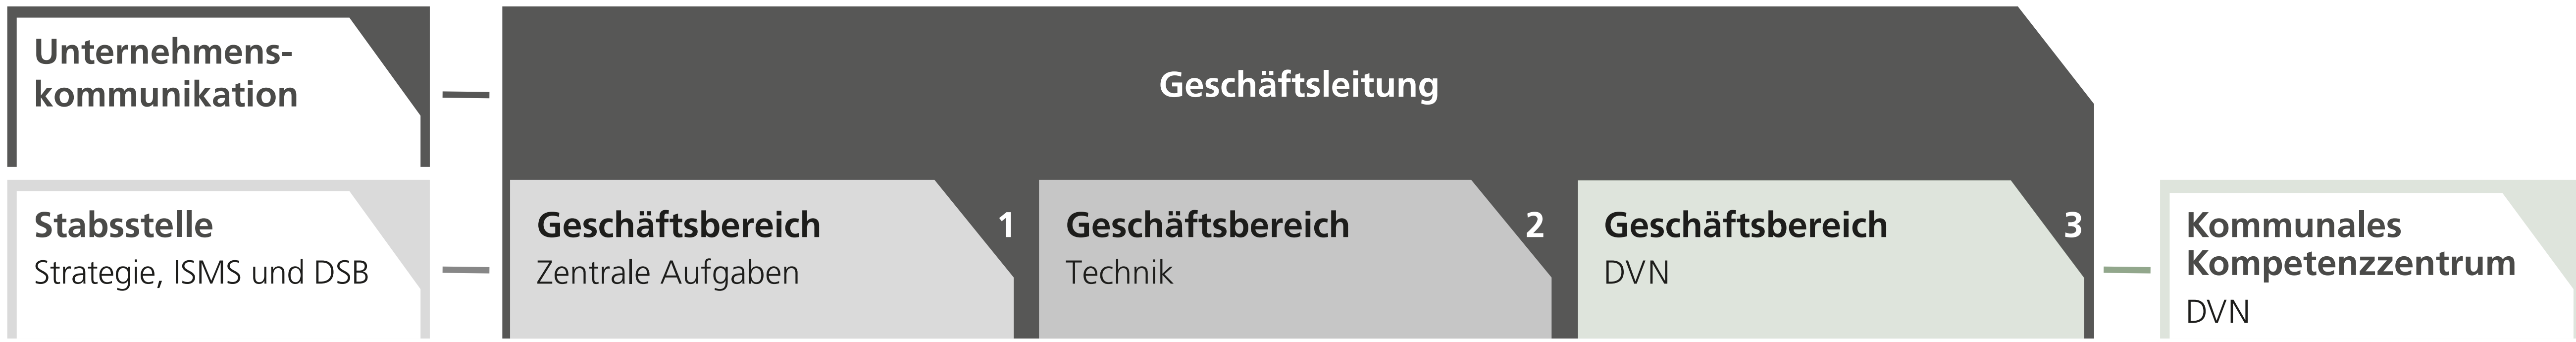 Unternehmens-
kommunikation
Geschäftsleitung
Stabsstelle
Strategie, ISMS und DSB
Geschäftsbereich
Zentrale Aufgaben
1
Geschäftsbereich
Technik
2
Geschäftsbereich
DVN
3
Kommunales
Kompetenzzentrum
DVN